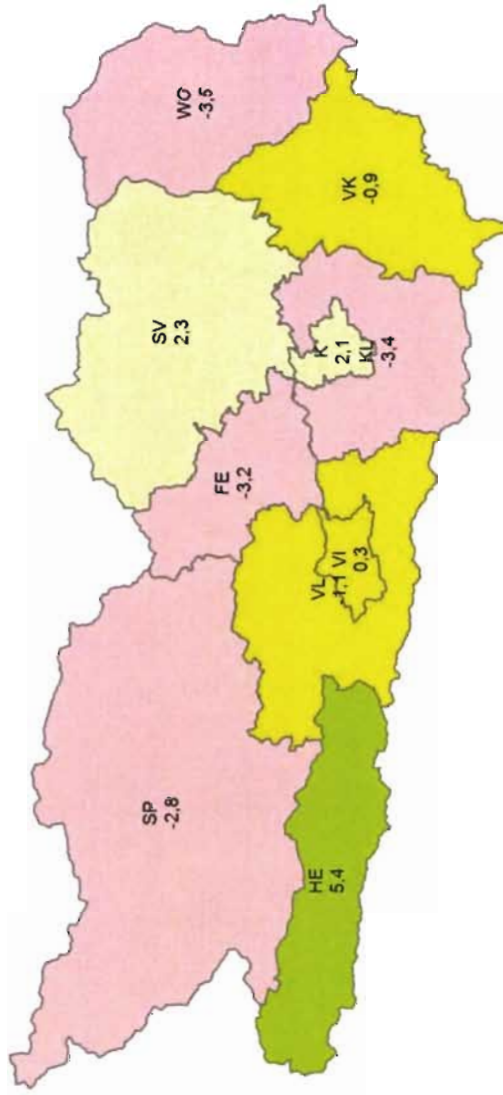 SP
-2,8
SV
2,3
WO
-3,5
FE
-3,2
HE
5,4
VL
-1,1 VI
0,3
K
2,1
KL
-3,4
VK
-0,9